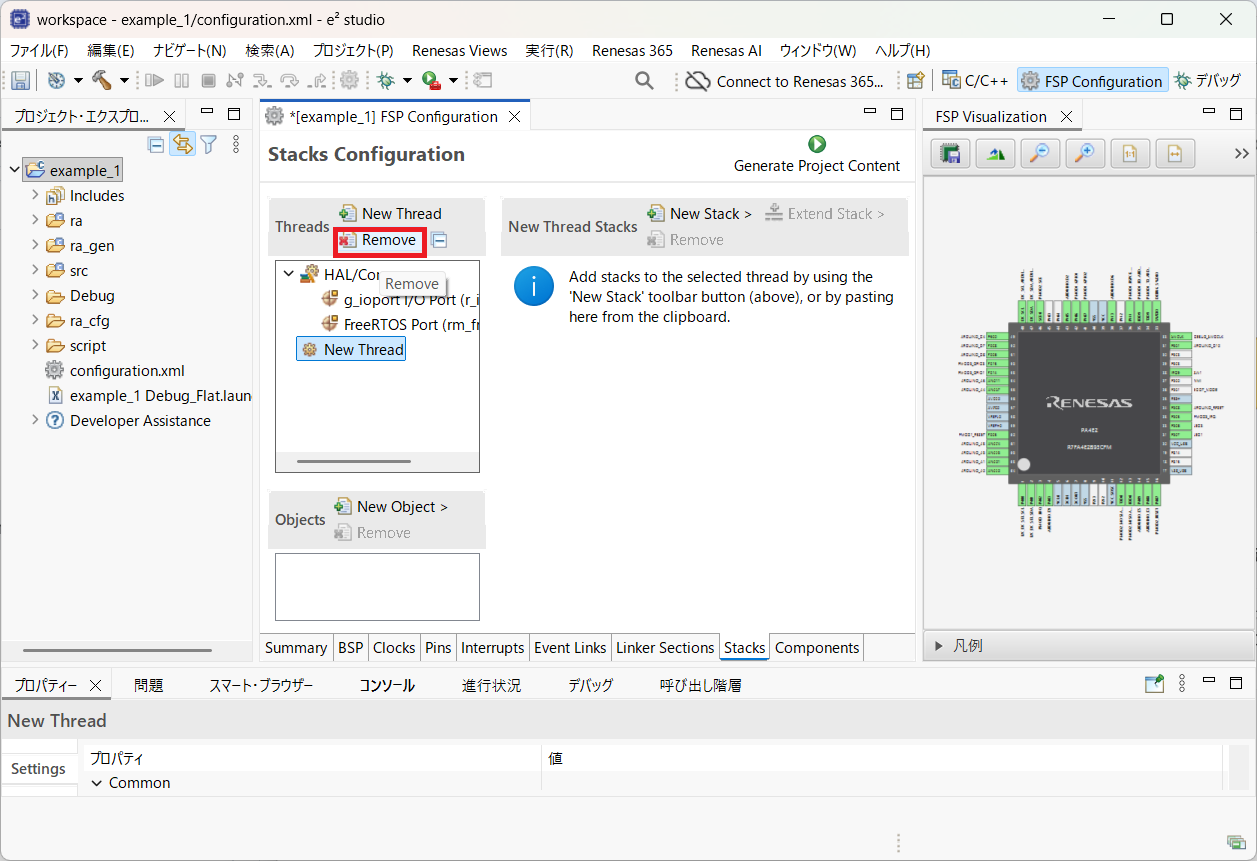 workspace - example_1/configuration.xml - e² studio
ファイル(F) 編集(E) ナビゲート(N) 検索(A) プロジェクト(P) Renesas Views 実行(R) Renesas 365 Renesas AI ウィンドウ(W) ヘルプ(H)
Connect to Renesas 365... C/C++ FSP Configuration デバッグ
プロジェクト・エクスプロ...
example_1
Includes
ra
ra_gen
src
Debug
ra_cfg
script
configuration.xml
example_1 Debug_Flat.laun
Developer Assistance
*[example_1] FSP Configuration
Stacks Configuration
Generate Project Content
Threads
New Thread
Remove
HAL/Cor
Remove
g_ioport I/O Port (r_i
FreeRTOS Port (rm_fr
New Thread
New Thread Stacks
New Stack >
Extend Stack >
Remove
Add stacks to the selected thread by using the
'New Stack' toolbar button (above), or by pasting
here from the clipboard.
Objects
New Object >
Remove
Summary BSP Clocks Pins Interrupts Event Links Linker Sections Stacks Components
FSP Visualization
RENESAS
凡例
プロパティー 問題 スマート・ブラウザー コンソール 進行状況 デバッグ 呼び出し階層
New Thread
Settings
プロパティ 値
Common